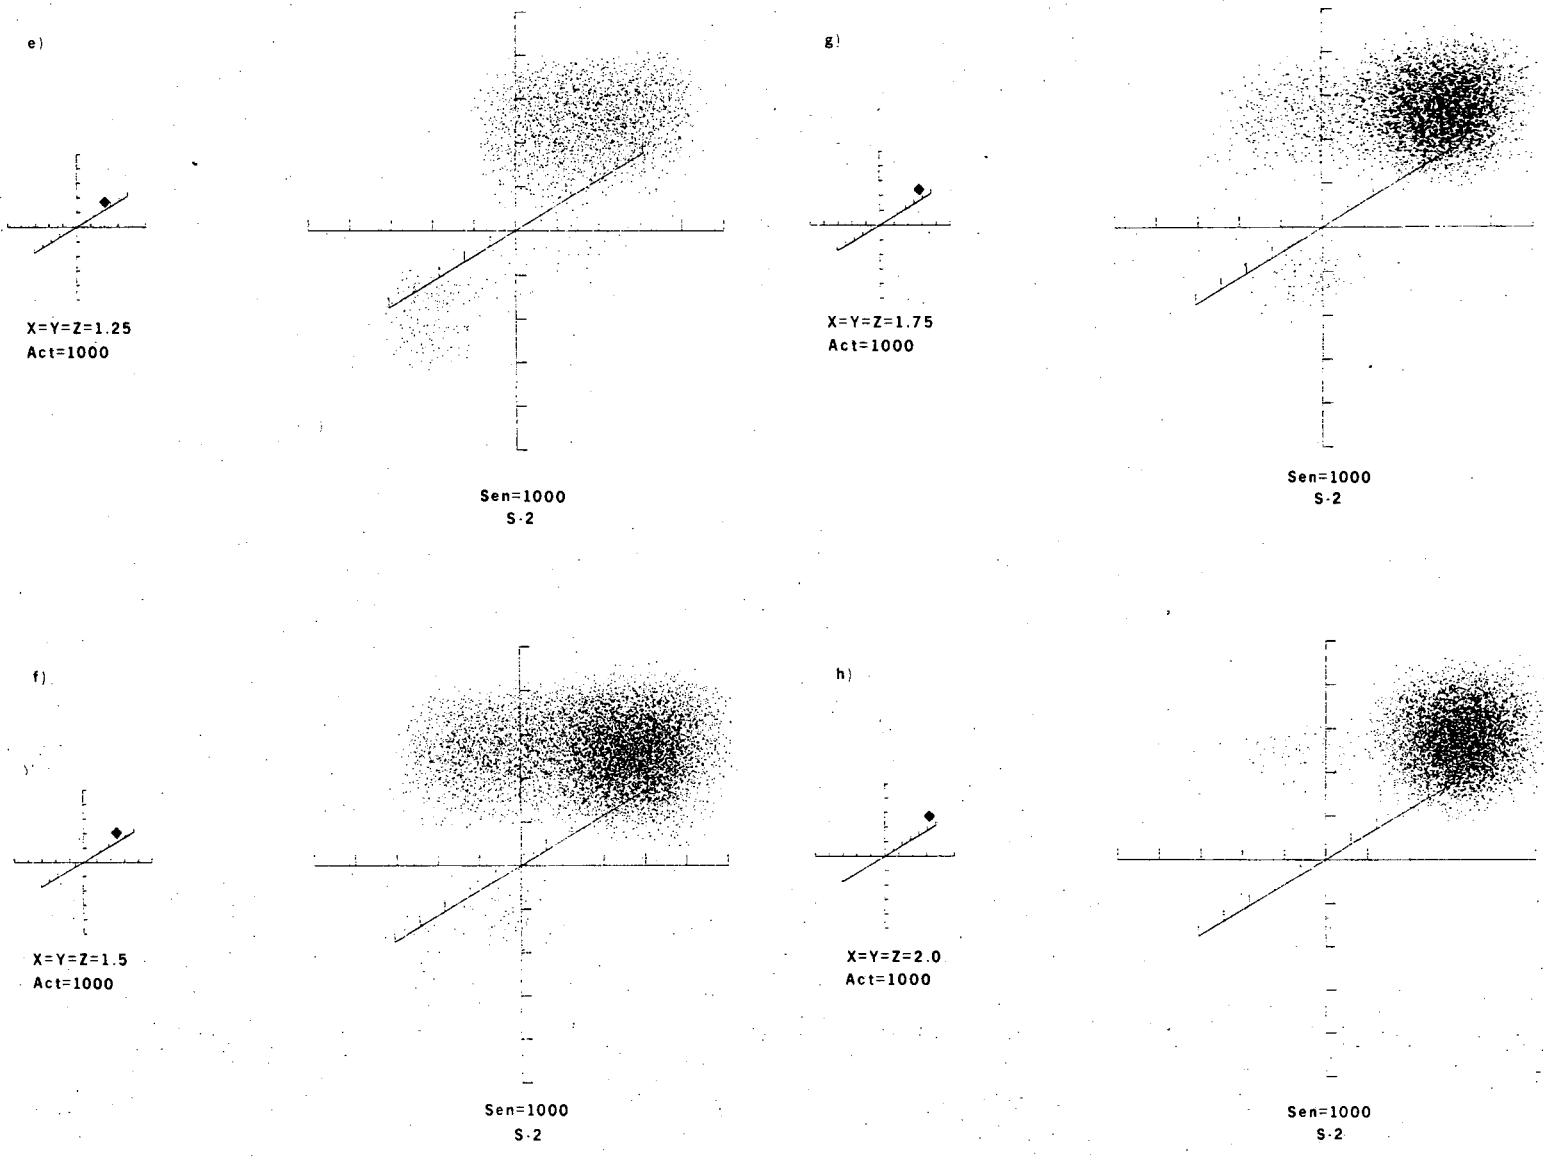 e)
X=Y=Z=1.25
Act=1000
Sen=1000
S-2
f)
X=Y=Z=1.5
Act=1000
Sen=1000
S-2
g)
X=Y=Z=1.75
Act=1000
Sen=1000
S-2
h)
X=Y=Z=2.0
Act=1000
Sen=1000
S-2